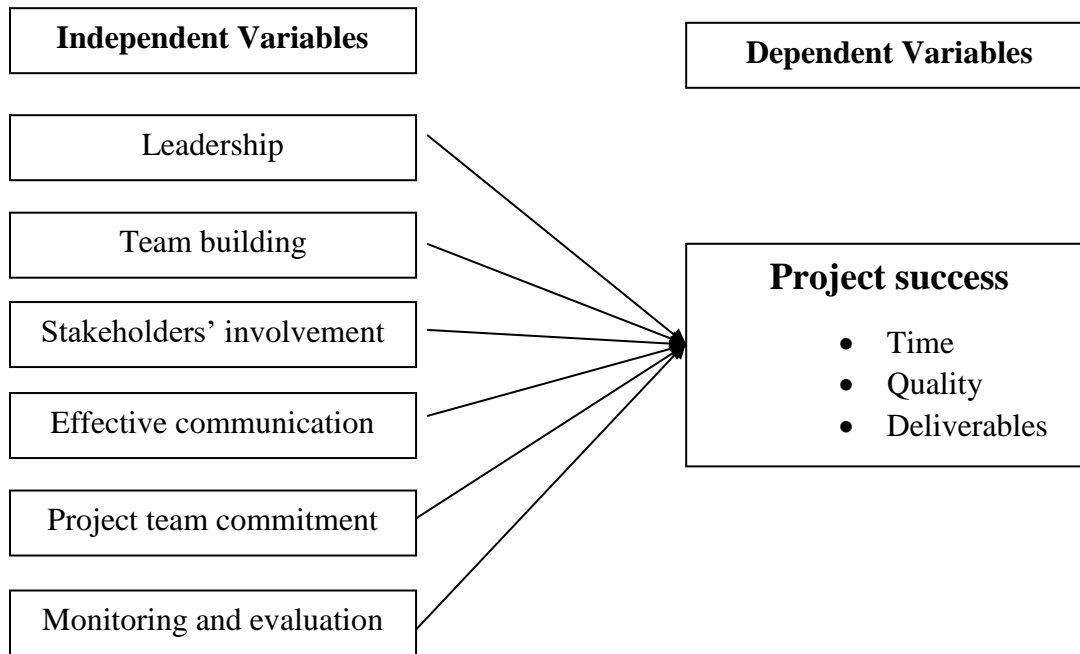 Independent Variables
Dependent Variables
Leadership
Team building
Stakeholders’ involvement
Effective communication
Project team commitment
Monitoring and evaluation
Project success
• Time
• Quality
• Deliverables